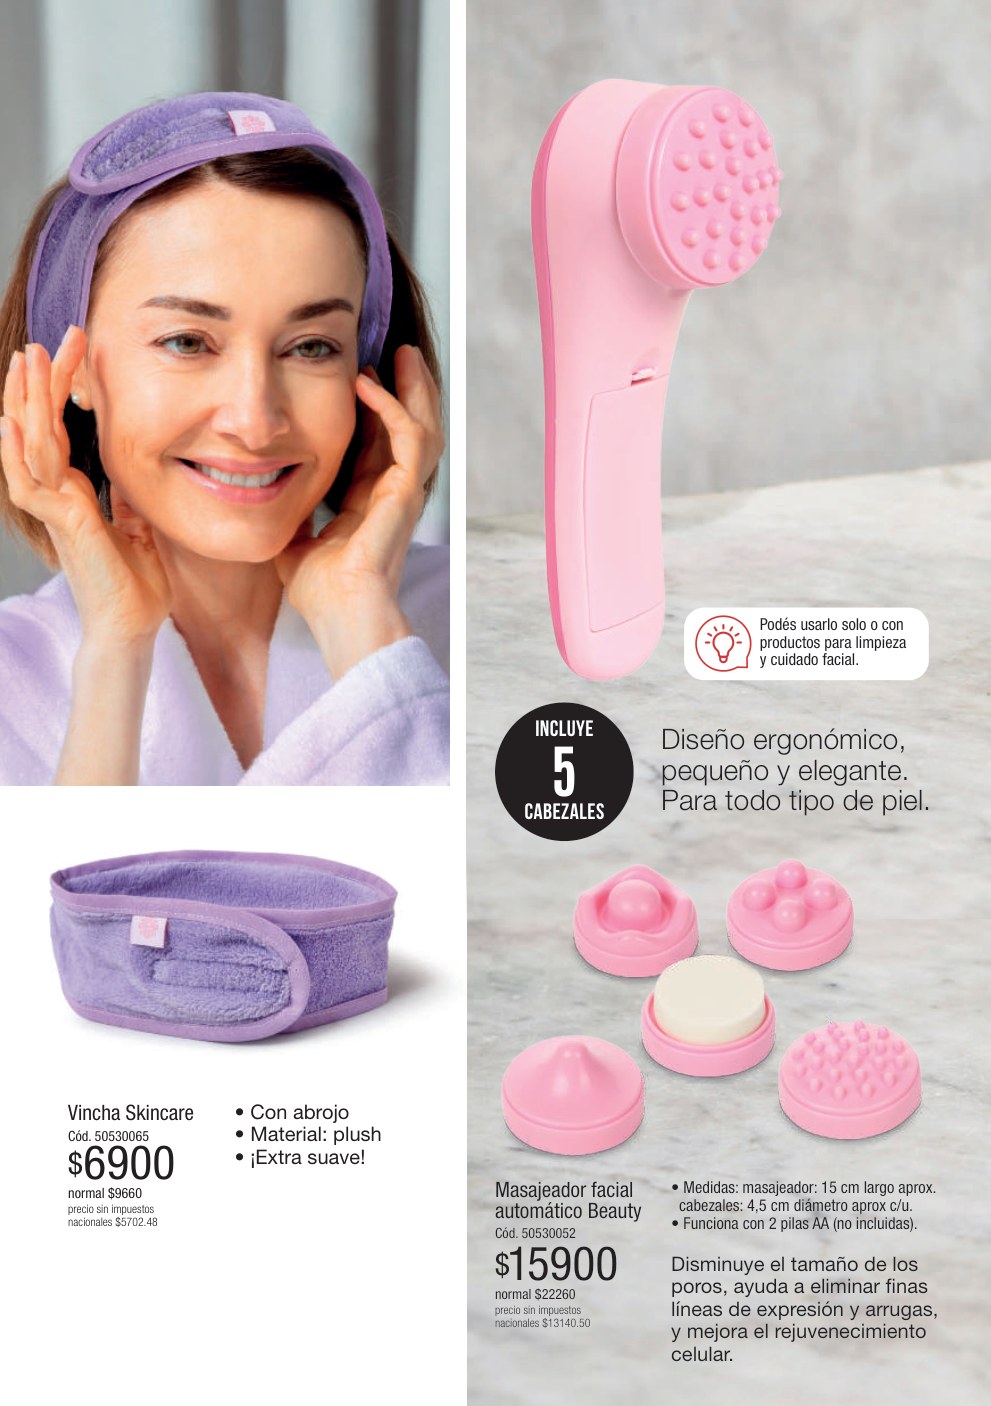 Podés usarlo solo o con
productos para limpieza
y cuidado facial.
INCLUYE
5
CABEZALES
Diseño ergonómico,
pequeño y elegante.
Para todo tipo de piel.
Vincha Skincare
Cód. 50530065
$6900
normal $9660
precio sin impuestos
nacionales $5702.48
• Con abrojo
• Material: plush
• ¡Extra suave!
Masajeador facial
automático Beauty
Cód. 50530052
$15900
normal $22260
precio sin impuestos
nacionales $13140.50
• Medidas: masajeador: 15 cm largo aprox.
cabezales: 4,5 cm diámetro aprox c/u.
• Funciona con 2 pilas AA (no incluidas).
Disminuye el tamaño de los
poros, ayuda a eliminar finas
líneas de expresión y arrugas,
y mejora el rejuvenecimiento
celular.